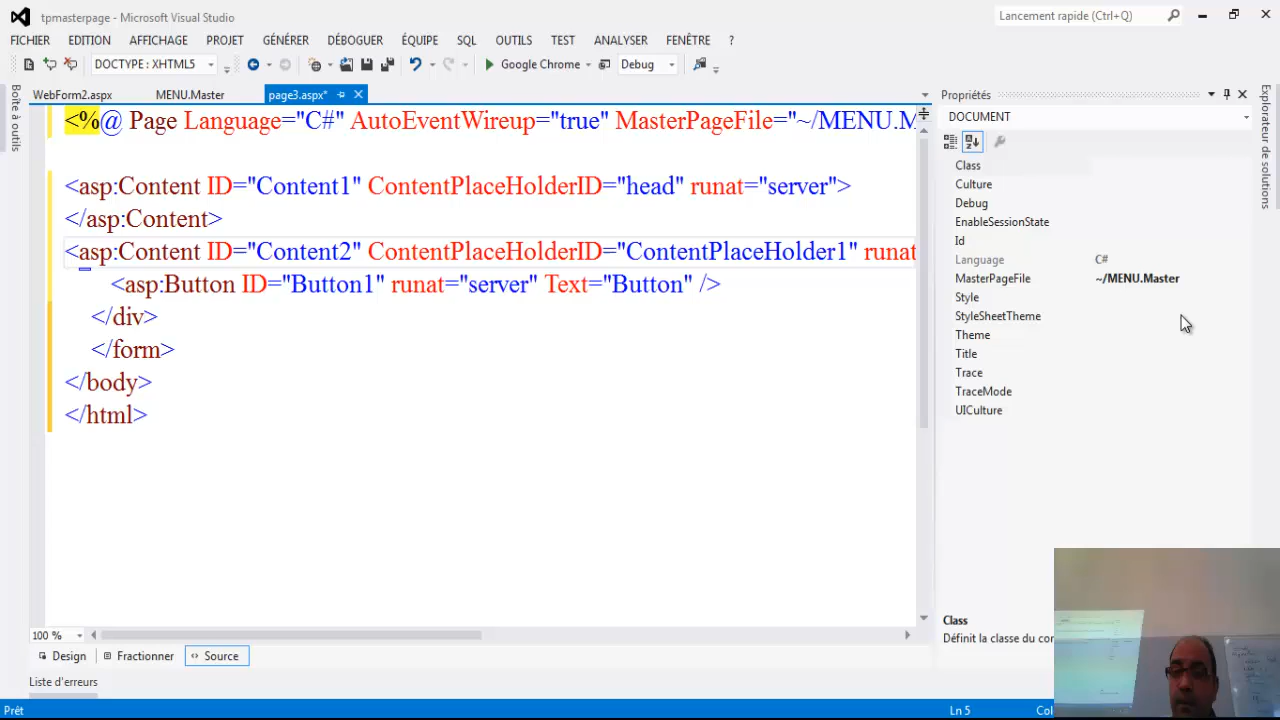 tpmasterpage - Microsoft Visual Studio
Lancement rapide (Ctrl+Q)
FICHIER EDITION AFFICHAGE PROJET GÉNÉRER DÉBOGUER ÉQUIPE SQL OUTILS TEST ANALYSER FENÊTRE ?
DOCTYPE : XHTML5 Google Chrome Debug
Boîte à outils
WebForm2.aspx MENU.Master page3.aspx*
<%@ Page Language="C#" AutoEventWireup="true" MasterPageFile="~/MENU.M
<asp:Content ID="Content1" ContentPlaceHolderID="head" runat="server">
</asp:Content>
<asp:Content ID="Content2" ContentPlaceHolderID="ContentPlaceHolder1" runat
<asp:Button ID="Button1" runat="server" Text="Button" />
</div>
</form>
</body>
</html>
100 %
Design Fractionner Source
Liste d'erreurs
Prêt
Ln 5
Propriétés
DOCUMENT
Class
Culture
Debug
EnableSessionState
Id
Language C#
MasterPageFile ~/MENU.Master
Style
StyleSheetTheme
Theme
Title
Trace
TraceMode
UICulture
Class
Définit la classe du
Explorateur de solutions